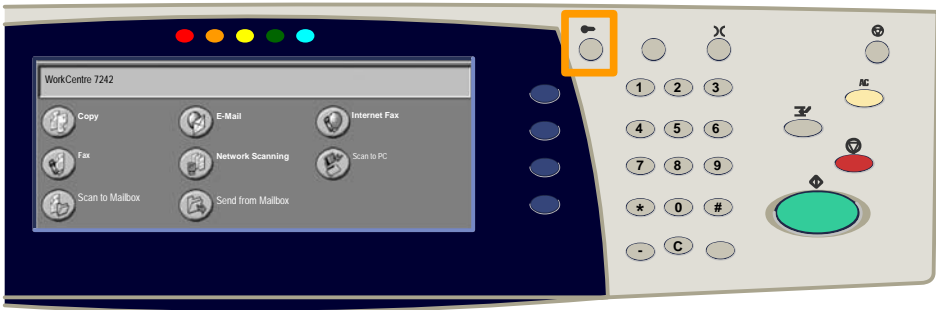 WorkCentre 7242
Copy
E-Mail
Internet Fax
Fax
Network Scanning
Scan to PC
Scan to Mailbox
Send from Mailbox
AC
1 2 3
4 5 6
7 8 9
* 0 #
- C